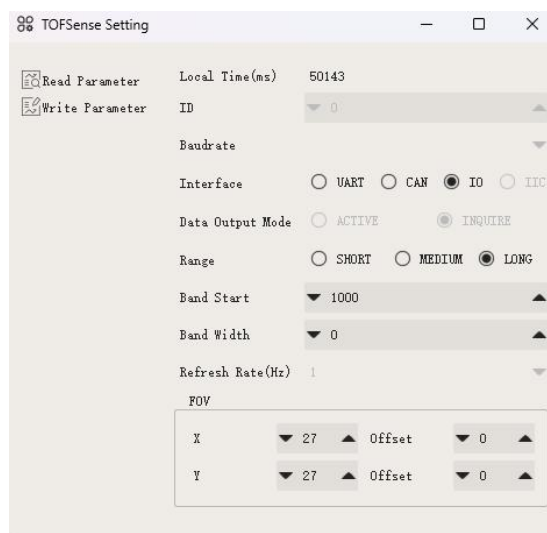 TOFSense Setting
Read Parameter
Write Parameter
Local Time(ms) 50143
ID 0
Baudrate
Interface UART CAN IO IIC
Data Output Mode ACTIVE INQUIRE
Range SHORT MEDIUM LONG
Band Start 1000
Band Width 0
Refresh Rate(Hz) 1
FOV
X 27 Offset 0
Y 27 Offset 0